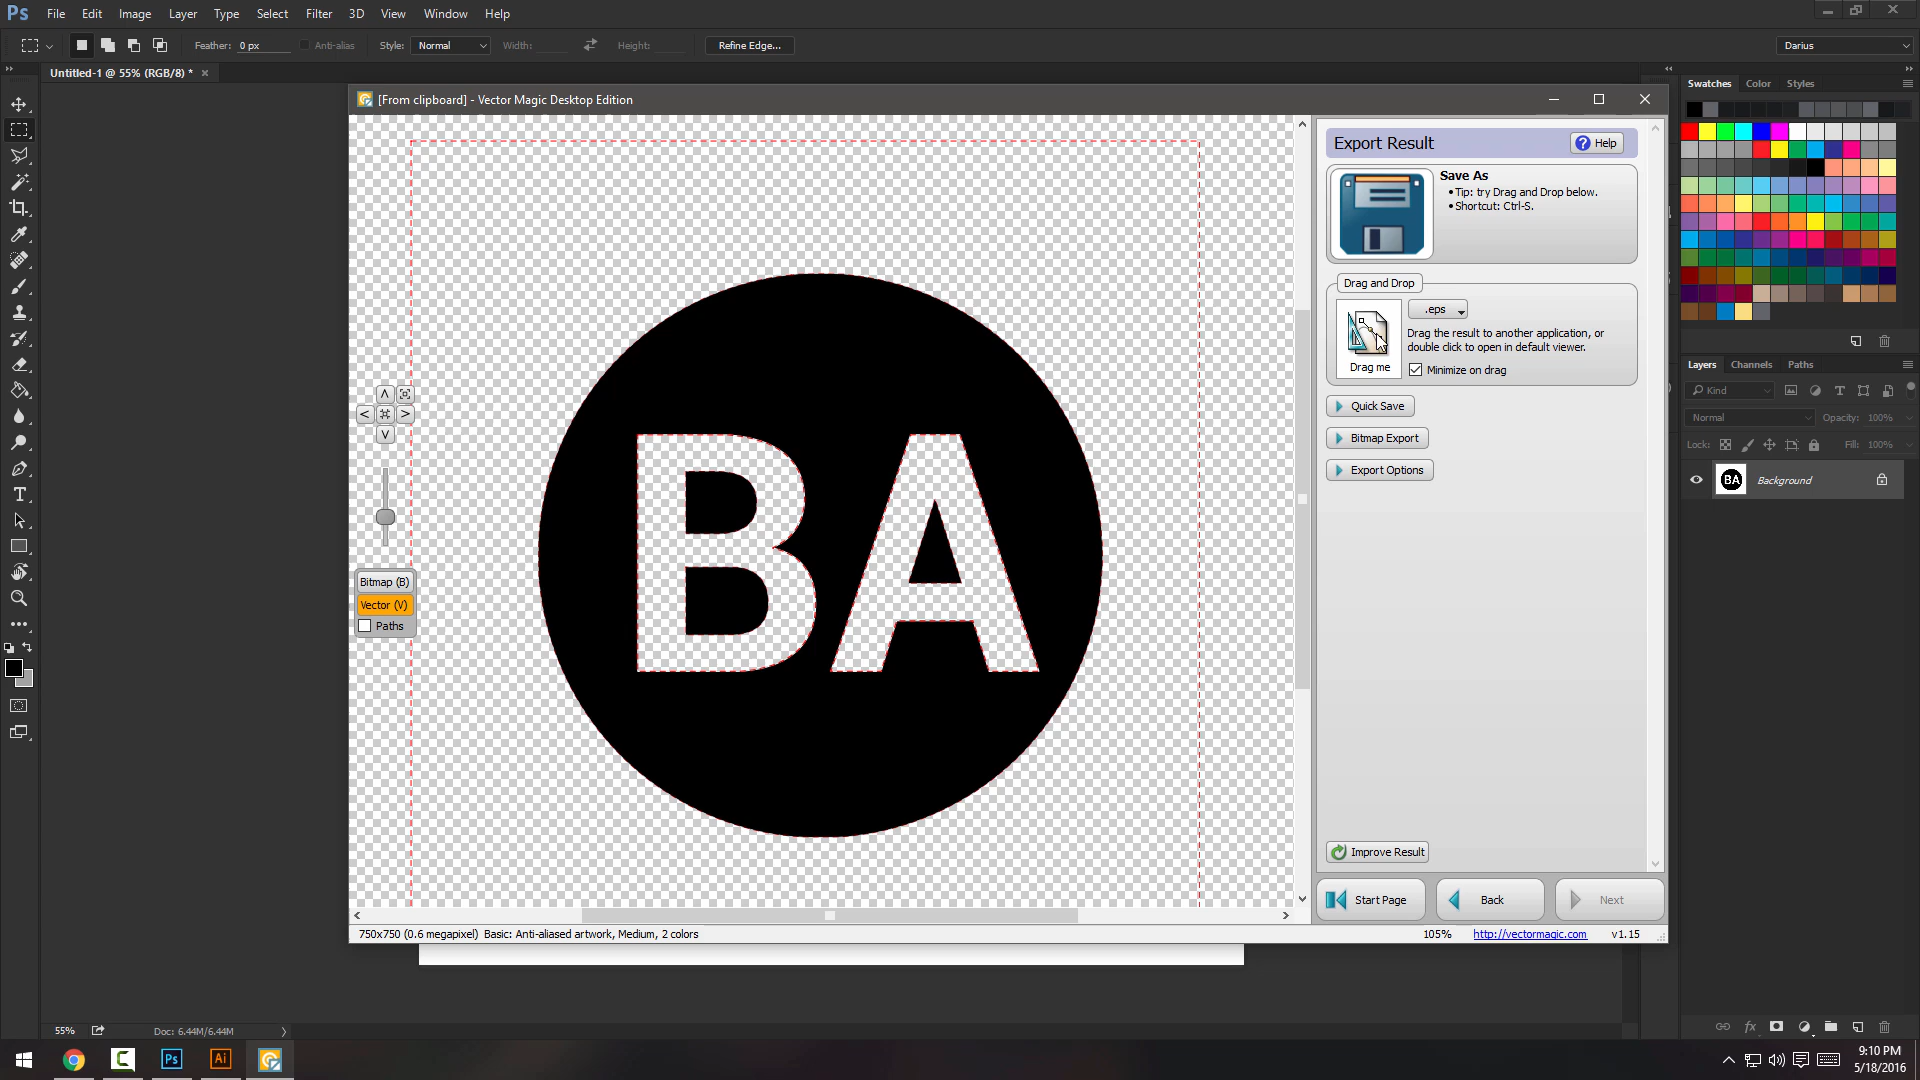 Ps File Edit Image Layer Type Select Filter 3D View Window Help
Feather: 0 px Anti-alias Style: Normal Width: Height: Refine Edge... Darius
Untitled-1 @ 55% (RGB/8) *
[From clipboard] - Vector Magic Desktop Edition
BA
Bitmap (B)
Vector (V)
Paths
Export Result
Help
Save As
Tip: try Drag and Drop below.
Shortcut: Ctrl-S.
Drag and Drop
.eps
Drag the result to another application, or
double click to open in default viewer.
Drag me
Minimize on drag
Quick Save
Bitmap Export
Export Options
Improve Result
Start Page
Back
Next
750x750 (0.6 megapixel) Basic: Anti-aliased artwork, Medium, 2 colors
105% http://vectormagic.com v1.15
Swatches Color Styles
Layers Channels Paths
Kind
Normal Opacity: 100%
Lock: Fill: 100%
BA Background
fx
55% Doc: 6.44M/6.44M
Ps
Ai
9:10 PM
5/18/2016